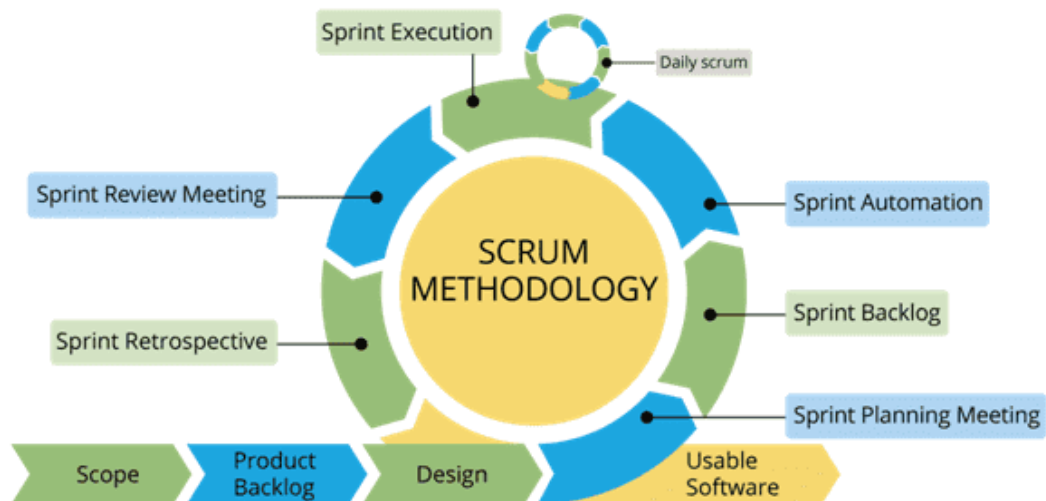 Sprint Execution
Daily scrum
Sprint Review Meeting
Sprint Automation
SCRUM
METHODOLOGY
Sprint Backlog
Sprint Retrospective
Sprint Planning Meeting
Scope
Product
Backlog
Design
Usable
Software